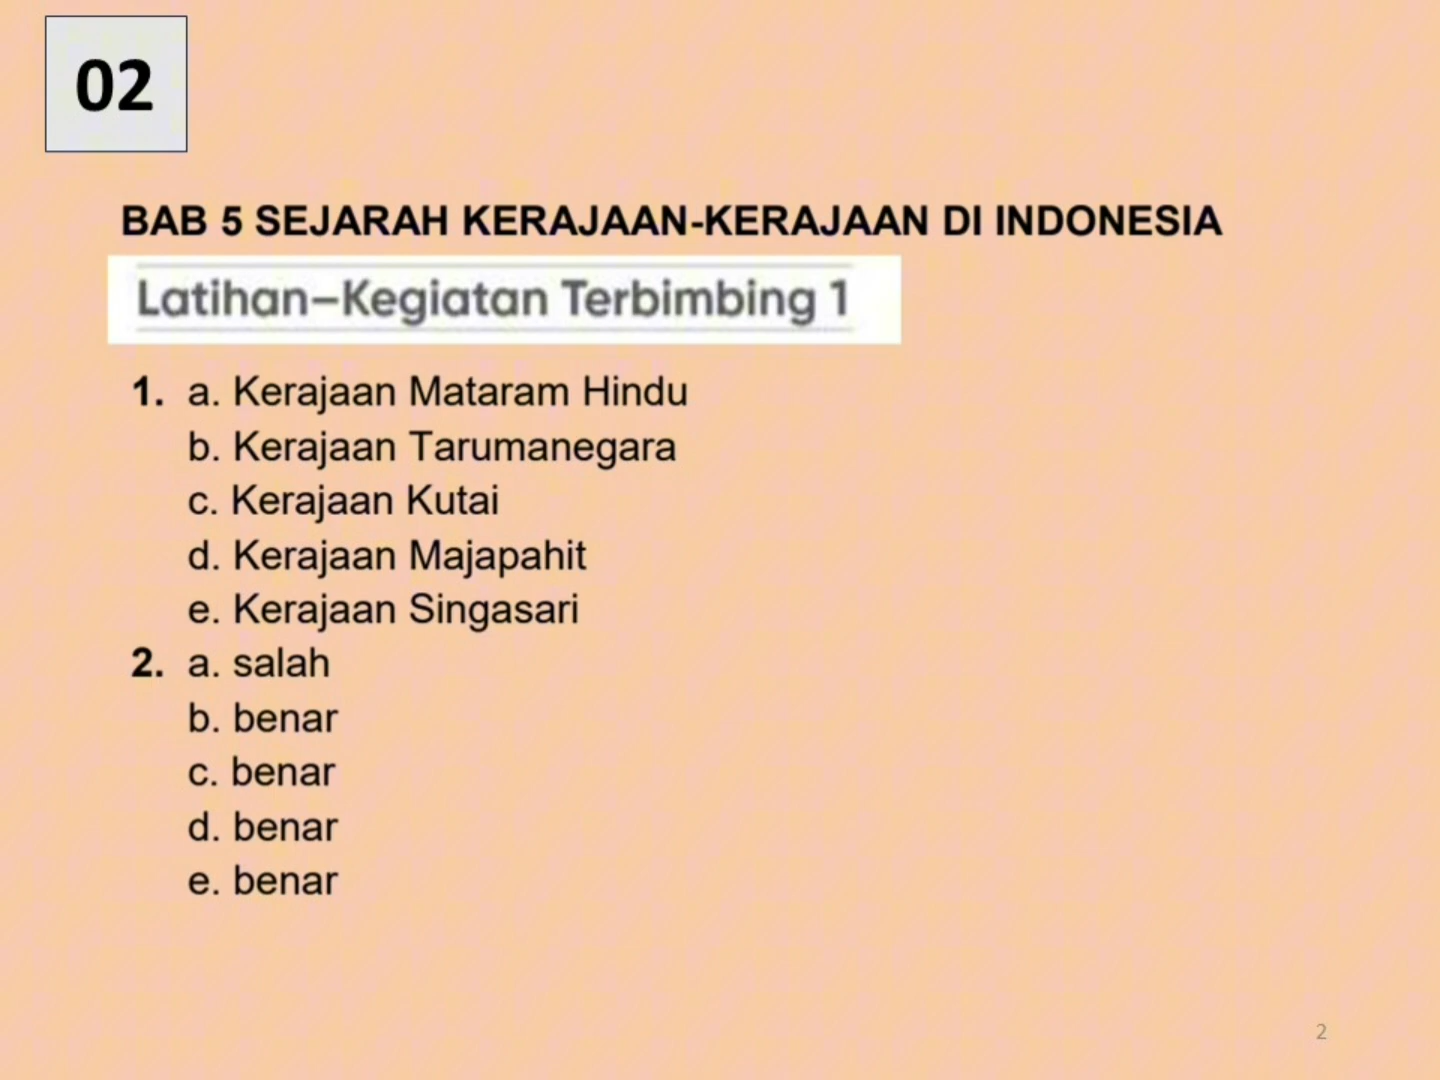 02
BAB 5 SEJARAH KERAJAAN-KERAJAAN DI INDONESIA
Latihan–Kegiatan Terbimbing 1
1. a. Kerajaan Mataram Hindu
b. Kerajaan Tarumanegara
c. Kerajaan Kutai
d. Kerajaan Majapahit
e. Kerajaan Singasari
2. a. salah
b. benar
c. benar
d. benar
e. benar
2